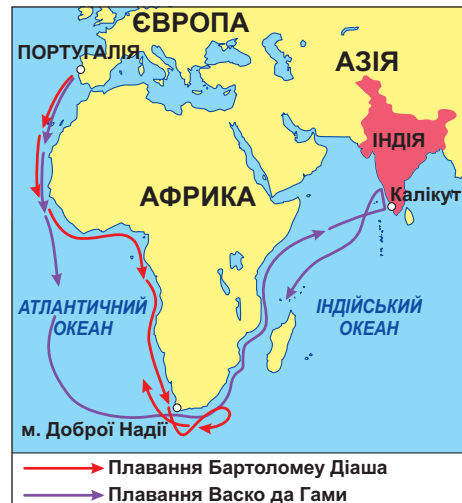 ЄВРОПА
ПОРТУГАЛІЯ
АЗІЯ
ІНДІЯ
АФРИКА
Калікут
АТЛАНТИЧНИЙ
ОКЕАН
ІНДІЙСЬКИЙ
ОКЕАН
м. Доброї Надії
Плавання Бартоломеу Діаша
Плавання Васко да Гами